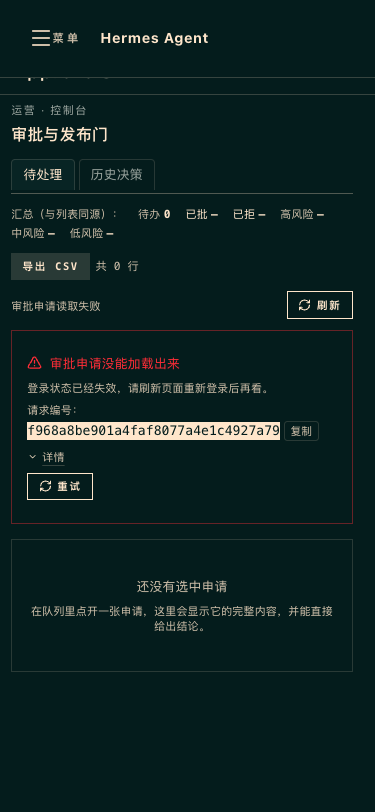 菜单
Hermes Agent
运营 · 控制台
审批与发布门
待处理
历史决策
汇总（与列表同源）： 待办 0 已批 — 已拒 — 高风险 —
中风险 — 低风险 —
导出 CSV 共 0 行
审批申请读取失败
刷新
审批申请没能加载出来
登录状态已经失效，请刷新页面重新登录后再看。
请求编号：
f968a8be901a4faf8077a4e1c4927a79 复制
详情
重试
还没有选中申请
在队列里点开一张申请，这里会显示它的完整内容，并能直接
给出结论。